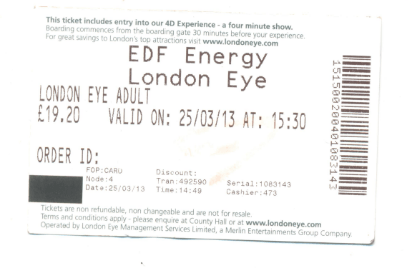 This ticket includes entry into our 4D Experience - a four minute show.
Boarding commences from the boarding gate 30 minutes before your experience.
For great savings to London's top attractions visit www.londoneye.com
EDF Energy
London Eye
LONDON EYE ADULT
£19.20 VALID ON: 25/03/13 AT: 15:30
ORDER ID:
FOP:CARU Discount:
Node:4 Tran:492590 Serial:1083143
Date:25/03/13 Time:14:49 Cashier:473
Tickets are non refundable, non changeable and are not for resale.
Terms and conditions apply - please enquire at County Hall or at www.londoneye.com
Operated by London Eye Management Services Limited, a Merlin Entertainments Group Company.
1515002004010831​43